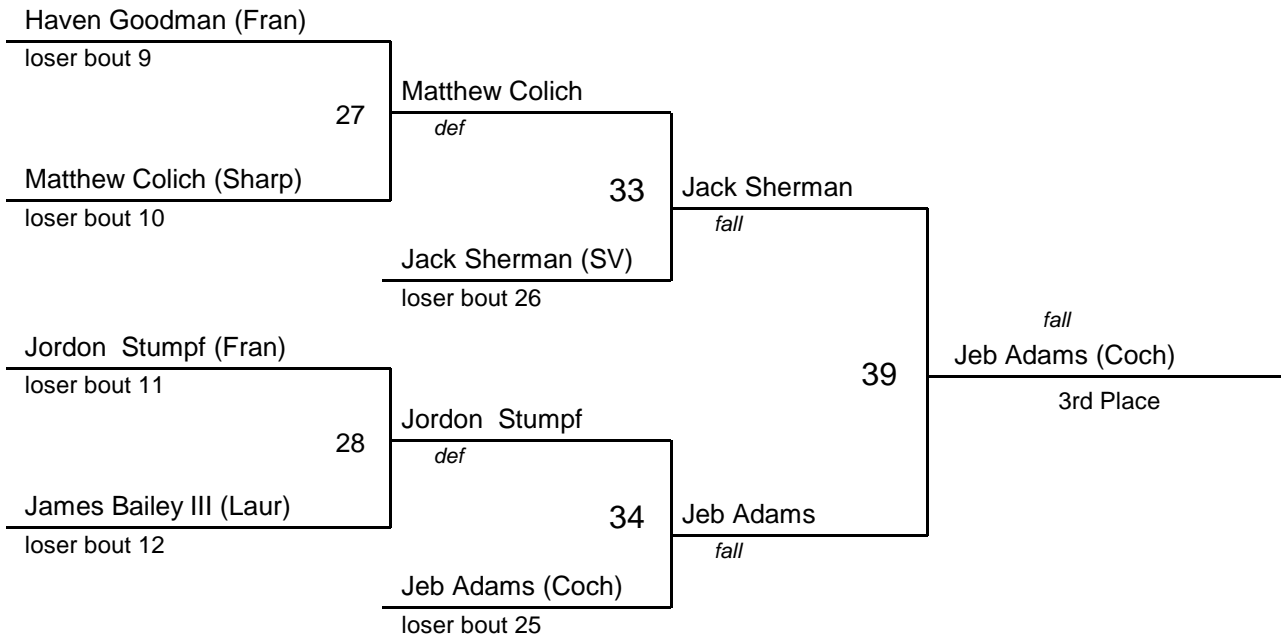 Haven Goodman (Fran)
loser bout 9
27
Matthew Colich
def
Matthew Colich (Sharp)
loser bout 10
33
Jack Sherman
fall
Jack Sherman (SV)
loser bout 26
Jordon  Stumpf (Fran)
loser bout 11
28
Jordon  Stumpf
def
James Bailey III (Laur)
loser bout 12
34
Jeb Adams
fall
Jeb Adams (Coch)
loser bout 25
39
fall
Jeb Adams (Coch)
3rd Place